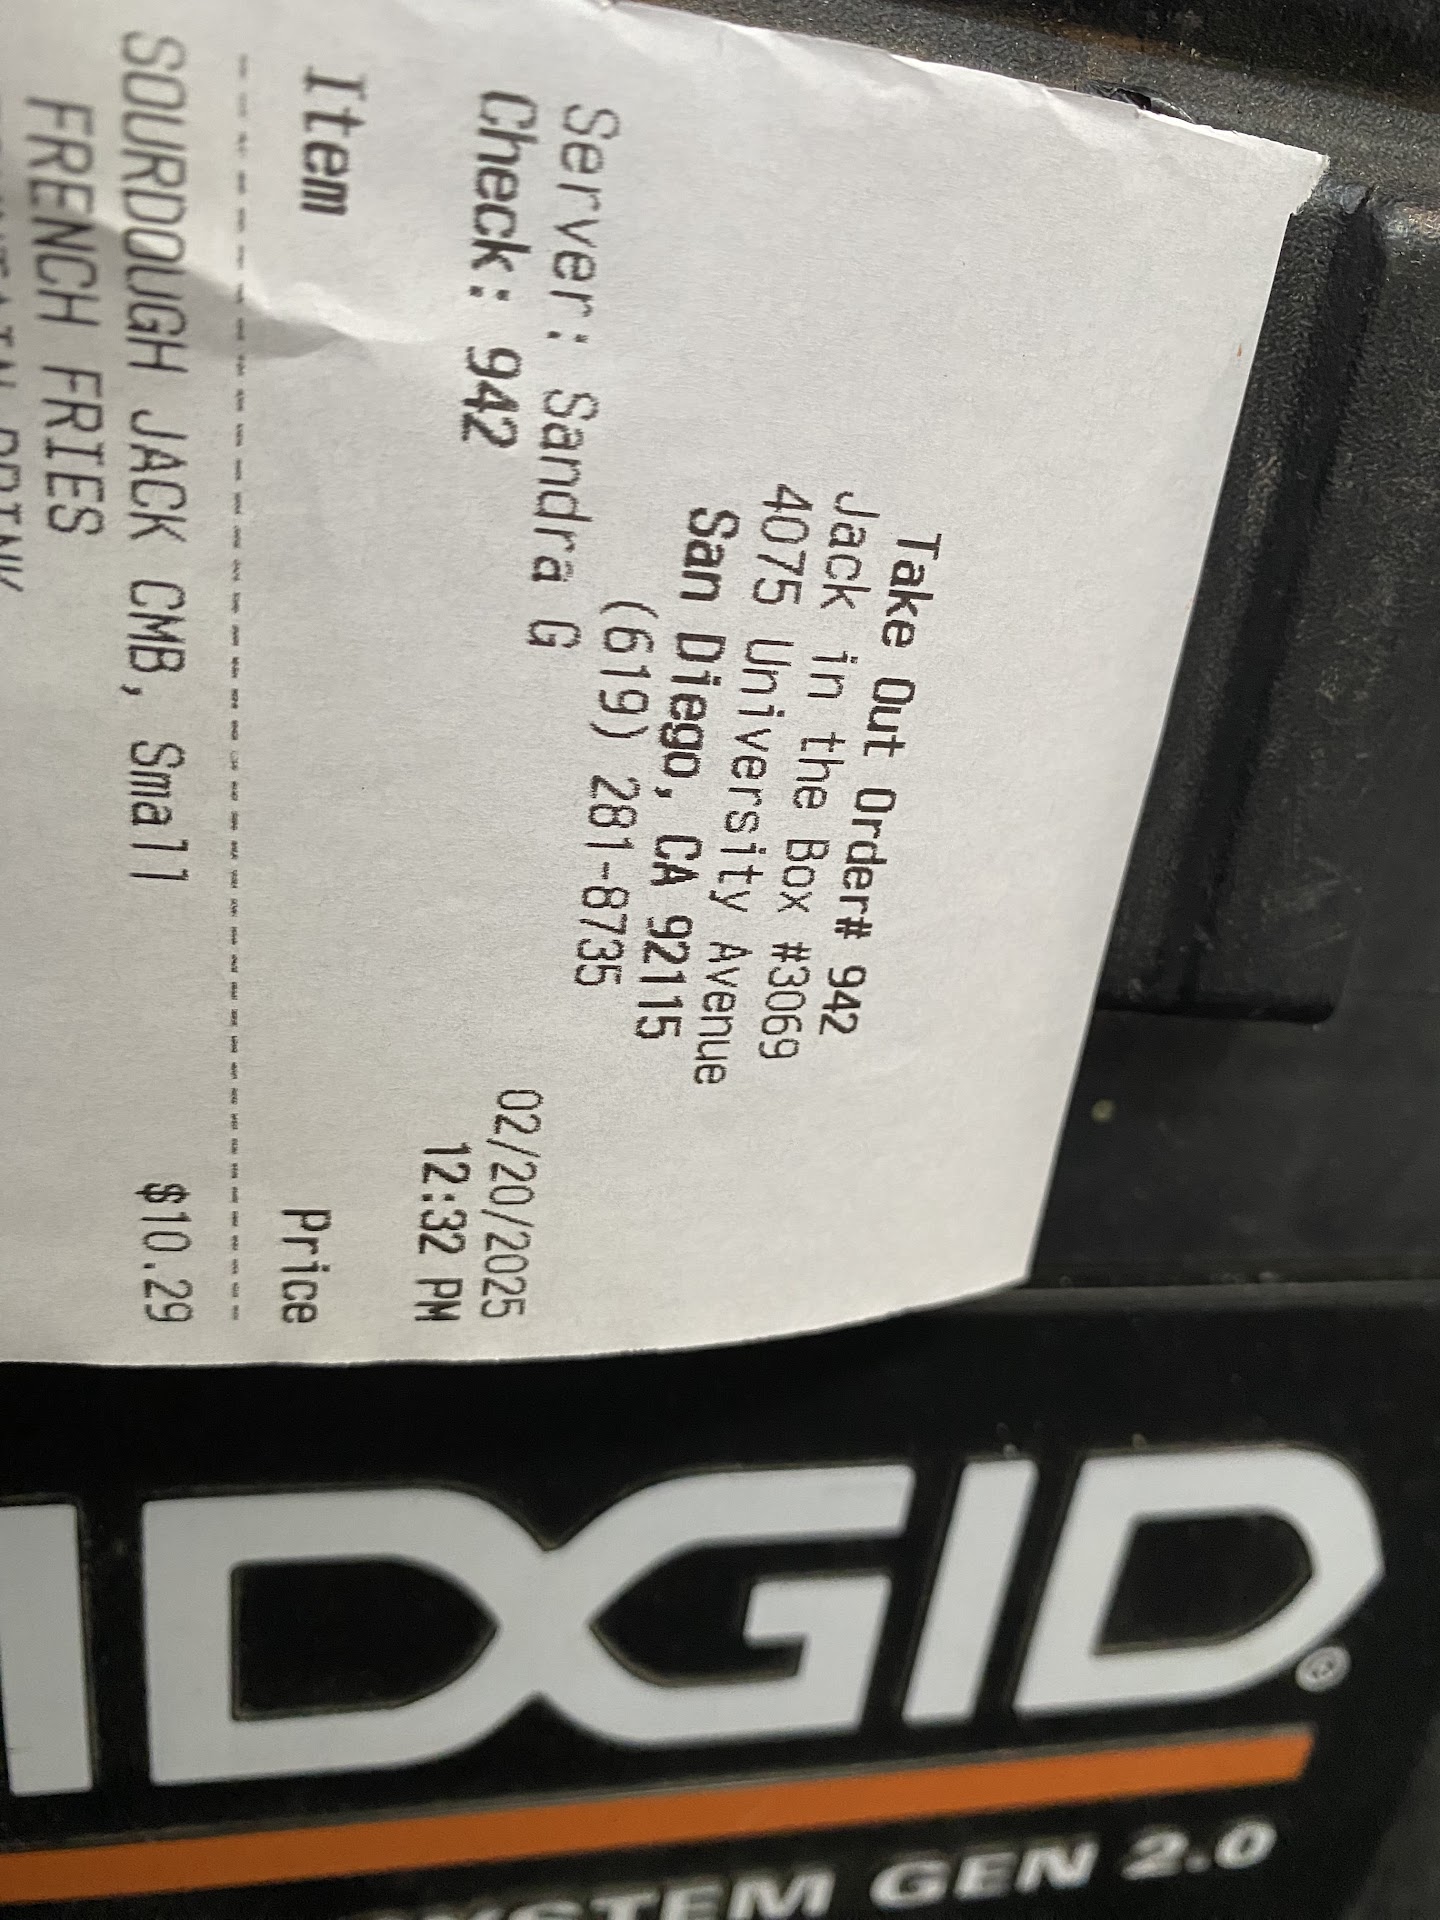 Take Out Order# 942
Jack in the Box #3069
4075 University Avenue
San Diego, CA 92115
(619) 281-8735
Server: Sandra G
02/20/2025
Check: 942
12:32 PM
Item Price
SOURDOUGH JACK CMB, Small $10.29
FRENCH FRIES
DRINK
IDGID®
GEN 2.0